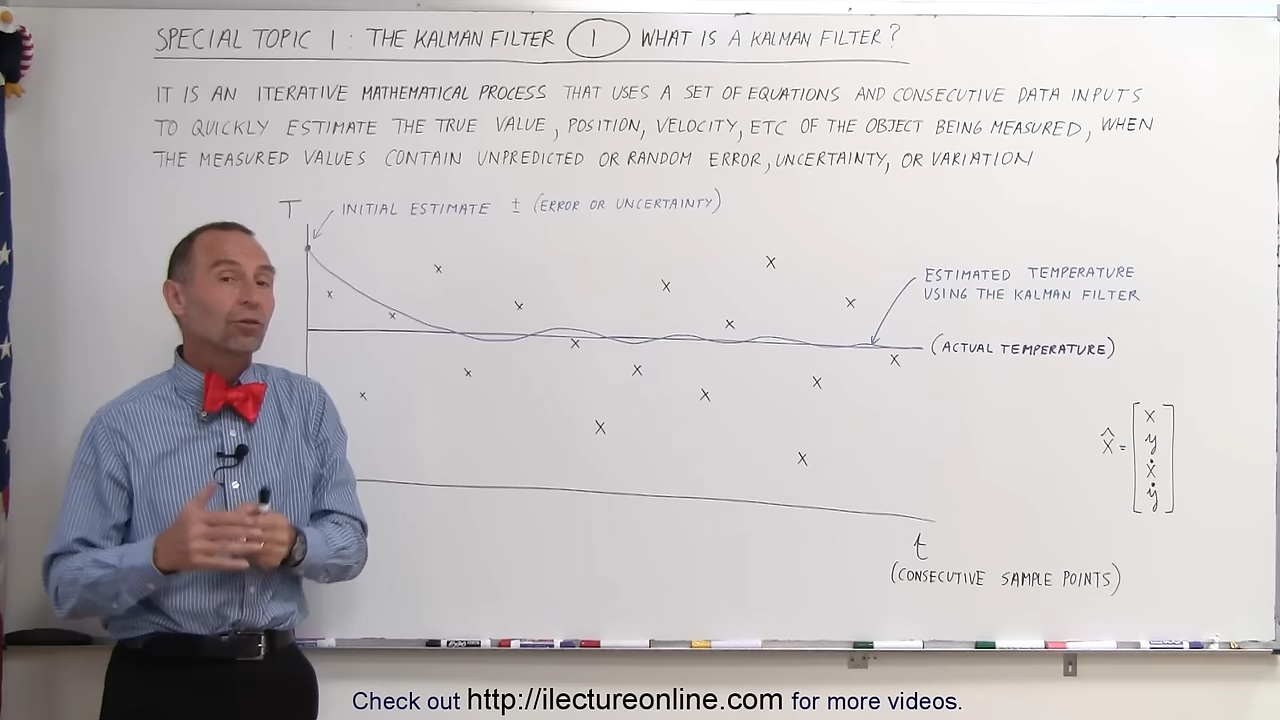 SPECIAL TOPIC 1 : THE KALMAN FILTER 1 WHAT IS A KALMAN FILTER?
IT IS AN ITERATIVE MATHEMATICAL PROCESS THAT USES A SET OF EQUATIONS AND CONSECUTIVE DATA INPUTS
TO QUICKLY ESTIMATE THE TRUE VALUE, POSITION, VELOCITY, ETC OF THE OBJECT BEING MEASURED, WHEN
THE MEASURED VALUES CONTAIN UNPREDICTED OR RANDOM ERROR, UNCERTAINTY, OR VARIATION
T
INITIAL ESTIMATE ± (ERROR OR UNCERTAINTY)
ESTIMATED TEMPERATURE
USING THE KALMAN FILTER
(ACTUAL TEMPERATURE)
x
y
x̂ =
ẋ
ẏ
t
(CONSECUTIVE SAMPLE POINTS)
Check out http://ilectureonline.com for more videos.